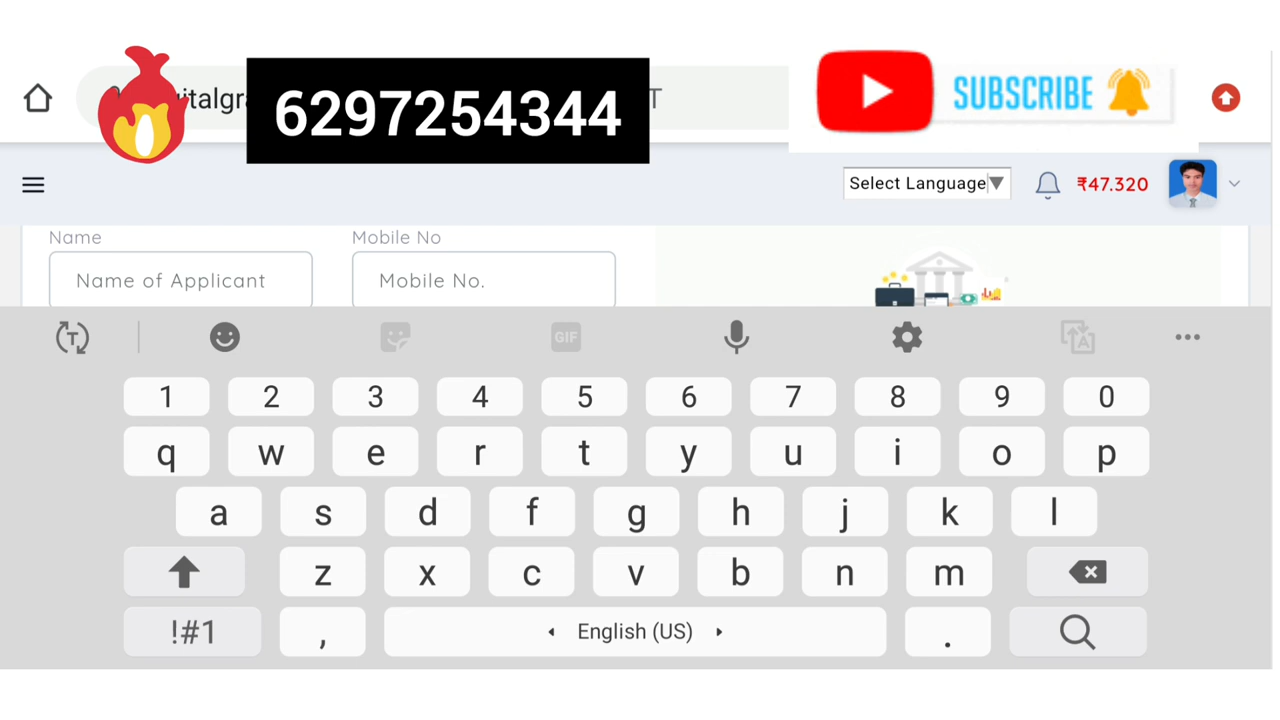 6297254344
SUBSCRIBE
Select Language
₹47.320
Name
Mobile No
Name of Applicant
Mobile No.
GIF
1 2 3 4 5 6 7 8 9 0
q w e r t y u i o p
a s d f g h j k l
z x c v b n m
!#1 , English (US) .